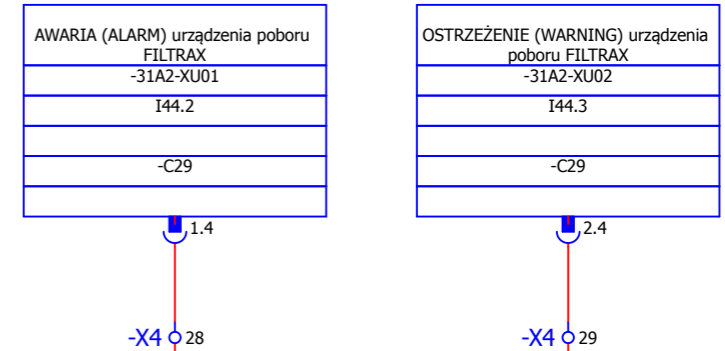 AWARIA (ALARM) urządzenia poboru
FILTRAX
-31A2-XU01
I44.2
-C29
1.4
-X4 28
OSTRZEŻENIE (WARNING) urządzenia
poboru FILTRAX
-31A2-XU02
I44.3
-C29
2.4
-X4 29